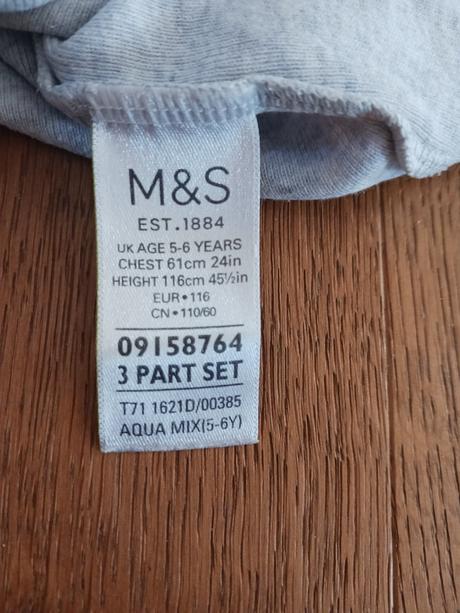 M&S
EST.1884
UK AGE 5-6 YEARS
CHEST 61cm 24in
HEIGHT 116cm 45½in
EUR•116
CN•110/60
09158764
3 PART SET
T71 1621D/00385
AQUA MIX(5-6Y)